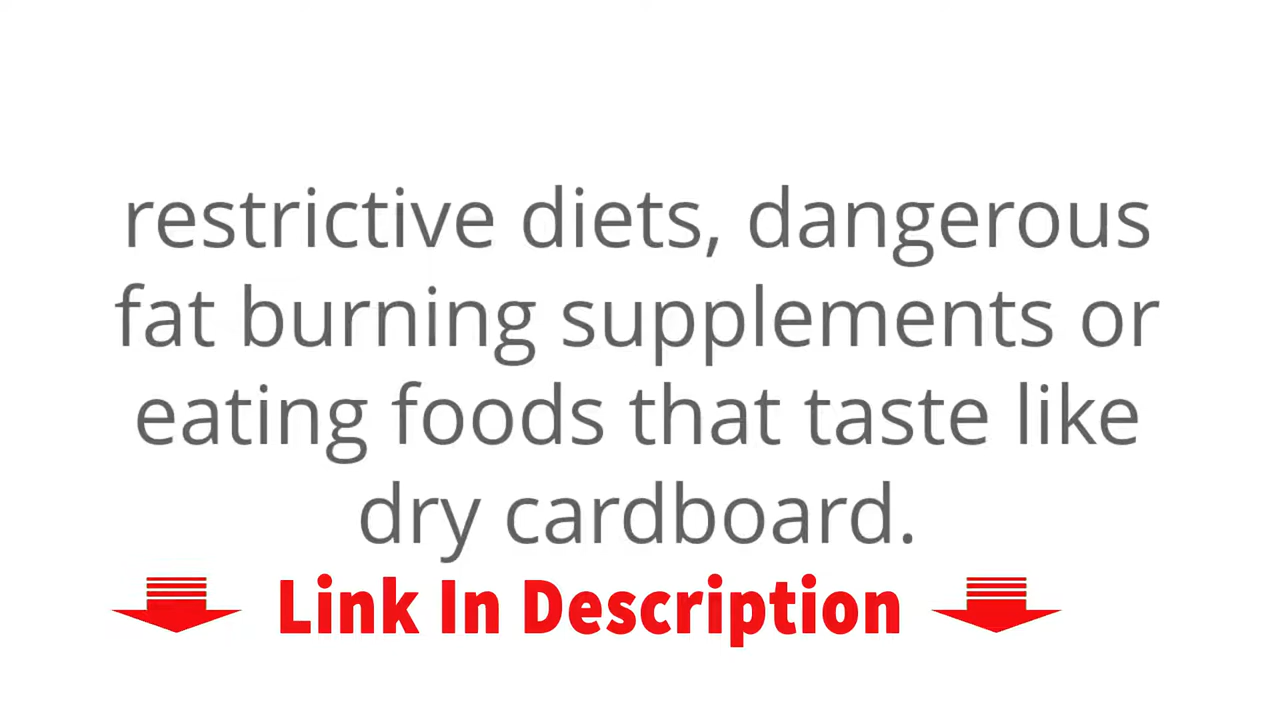 restrictive diets, dangerous
fat burning supplements or
eating foods that taste like
dry cardboard.
Link In Description